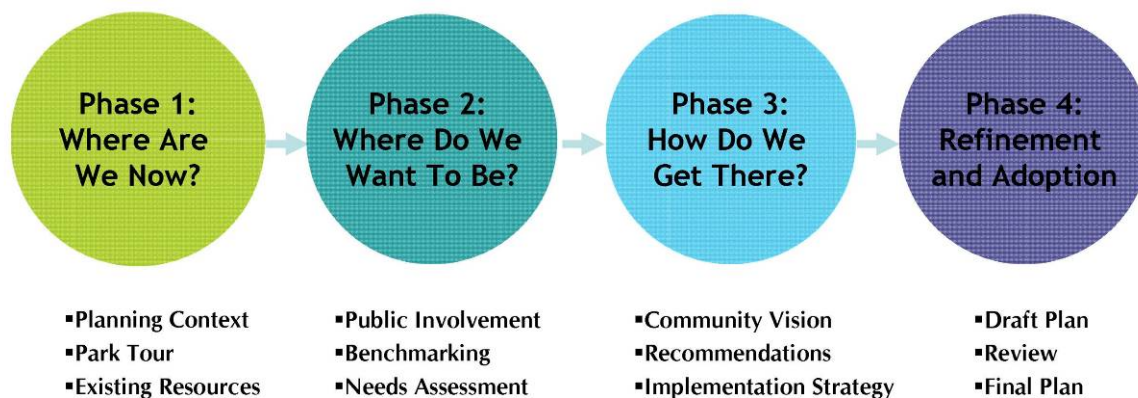 Phase 1:
Where Are
We Now?
Phase 2:
Where Do We
Want To Be?
Phase 3:
How Do We
Get There?
Phase 4:
Refinement
and Adoption
▪Planning Context
▪Park Tour
▪Existing Resources
▪Public Involvement
▪Benchmarking
▪Needs Assessment
▪Community Vision
▪Recommendations
▪Implementation Strategy
▪Draft Plan
▪Review
▪Final Plan